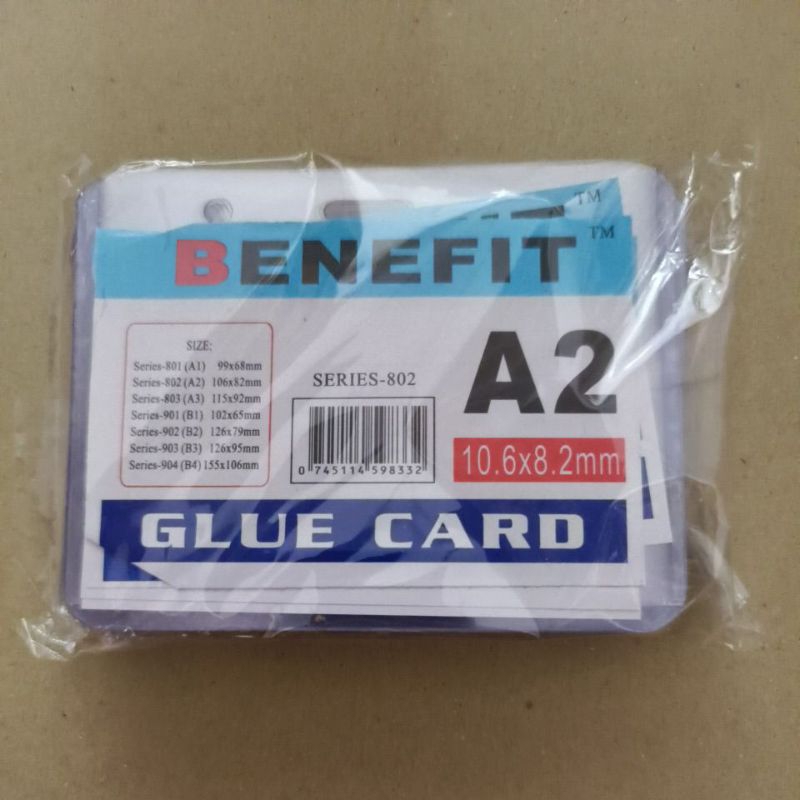 TM
BENEFIT TM
SIZE:
Series-801 (A1) 99x68mm
Series-802 (A2) 106x82mm
Series-803 (A3) 115x92mm
Series-901 (B1) 102x65mm
Series-902 (B2) 126x79mm
Series-903 (B3) 126x95mm
Series-904 (B4) 155x106mm
SERIES-802
0 745114 598332
A2
10.6x8.2mm
GLUE CARD